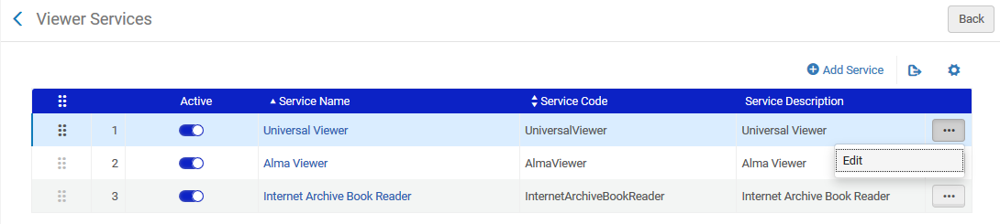 Viewer Services
Back
Add Service
Active Service Name Service Code Service Description
1 Universal Viewer UniversalViewer Universal Viewer
Edit
2 Alma Viewer AlmaViewer Alma Viewer
3 Internet Archive Book Reader InternetArchiveBookReader Internet Archive Book Reader